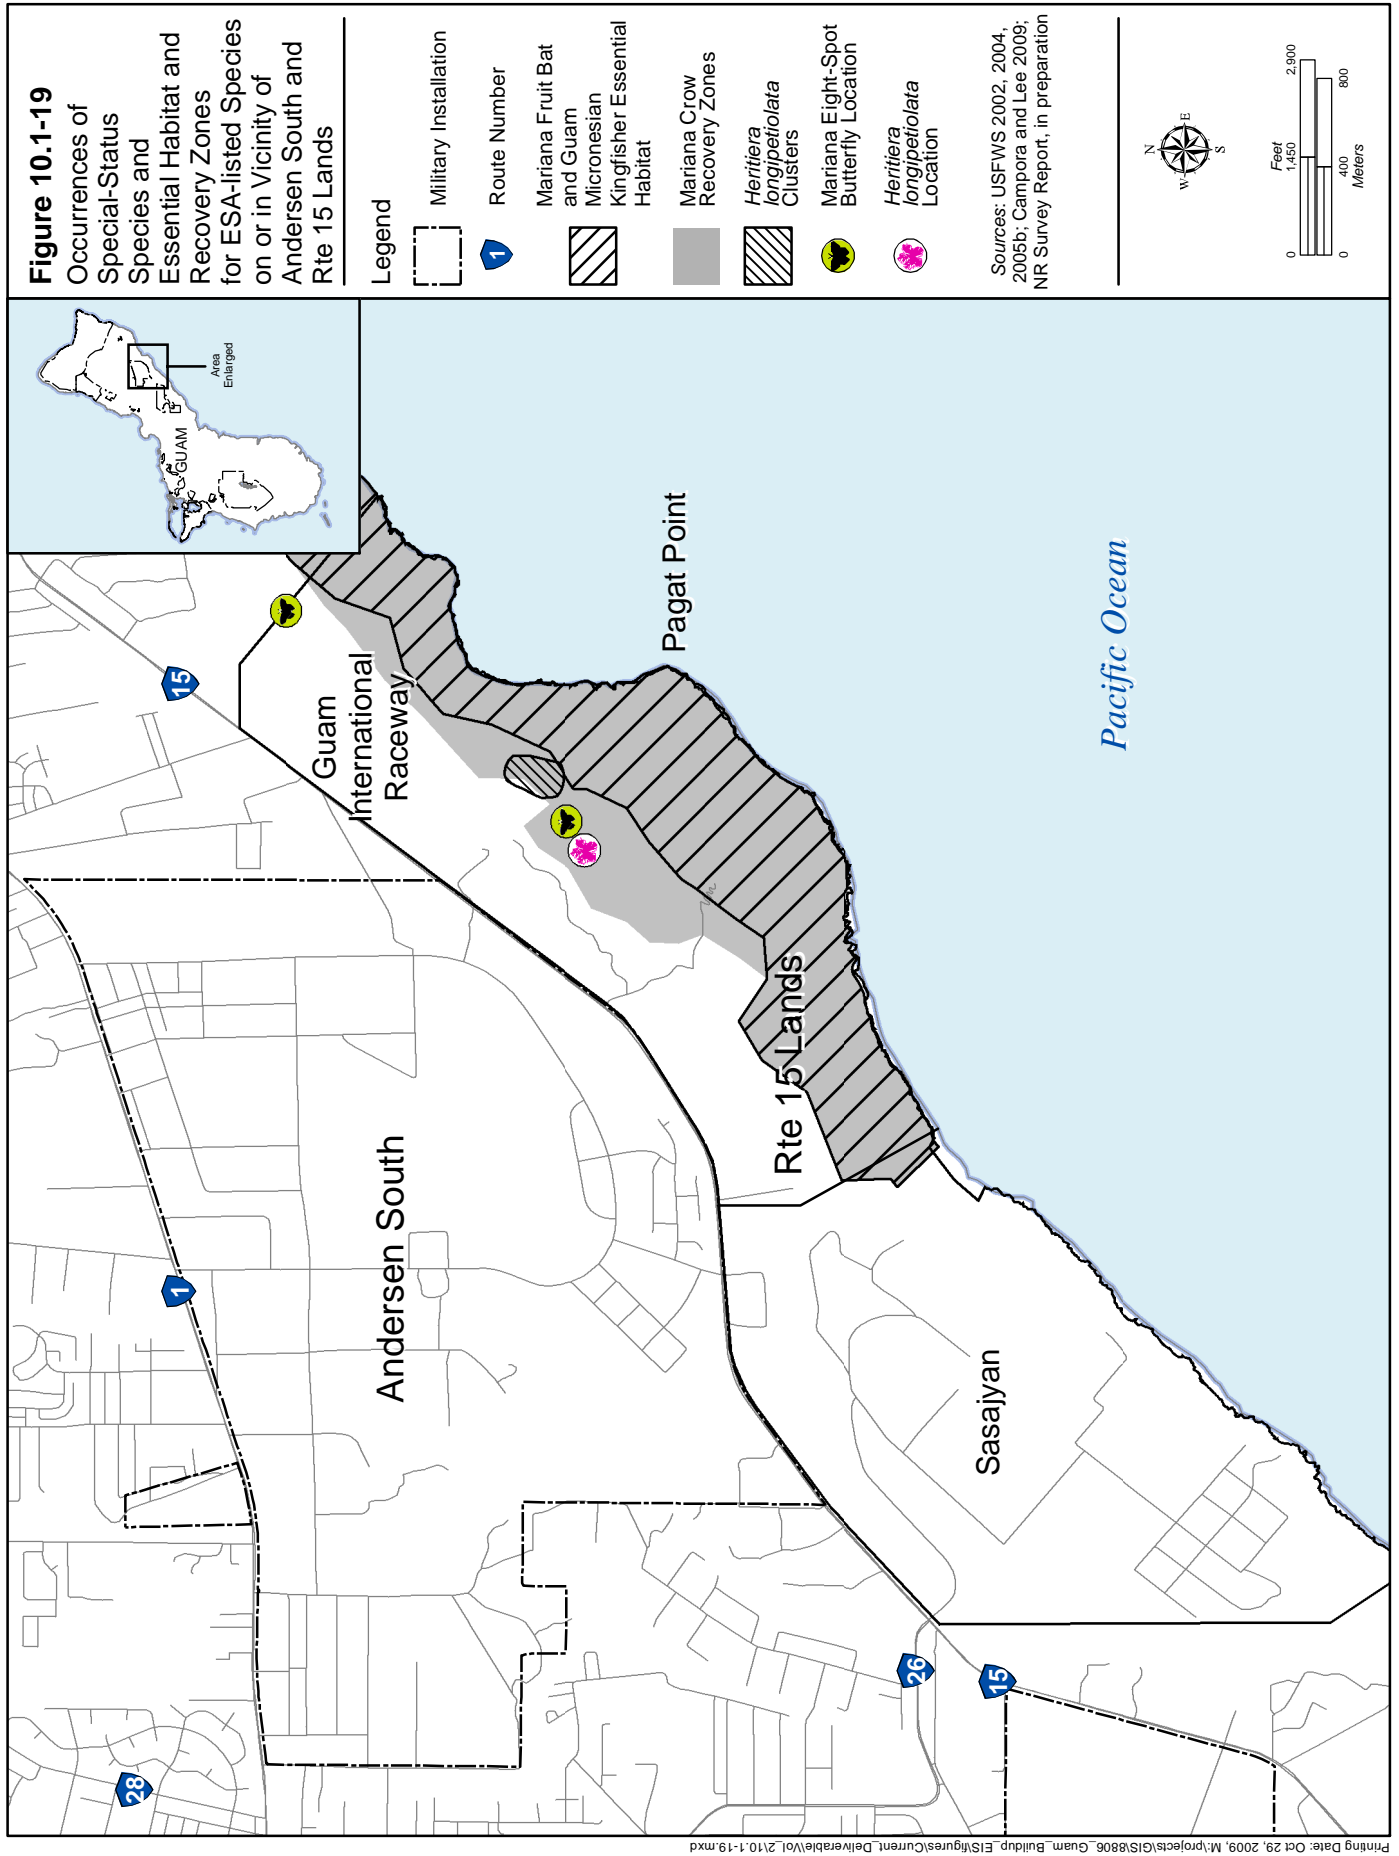 Figure 10.1-19
Occurrences of
Special-Status
Species and
Essential Habitat and
Recovery Zones
for ESA-listed Species
on or in Vicinity of
Andersen South and
Rte 15 Lands
Legend
Military Installation
1
Route Number
Mariana Fruit Bat
and Guam
Micronesian
Kingfisher Essential
Habitat
Mariana Crow
Recovery Zones
Heritiera
longipetiolata
Clusters
Mariana Eight-Spot
Butterfly Location
Heritiera
longipetiolata
Location
Sources: USFWS 2002, 2004,
2005b; Campora and Lee 2009;
NR Survey Report, in preparation
N
W
E
S
Feet
0 1,450 2,900
0 400 800
Meters
GUAM
Area
Enlarged
15
Guam
International
Raceway
Pagat Point
Pacific Ocean
Rte 15 Lands
Andersen South
1
Sasajyan
28
26
15
Printing Date: Oct 29, 2009, M:\projects\GIS\8806_Guam_Buildup_EIS\figures\Current_Deliverable\Vol_2\10.1-19.mxd